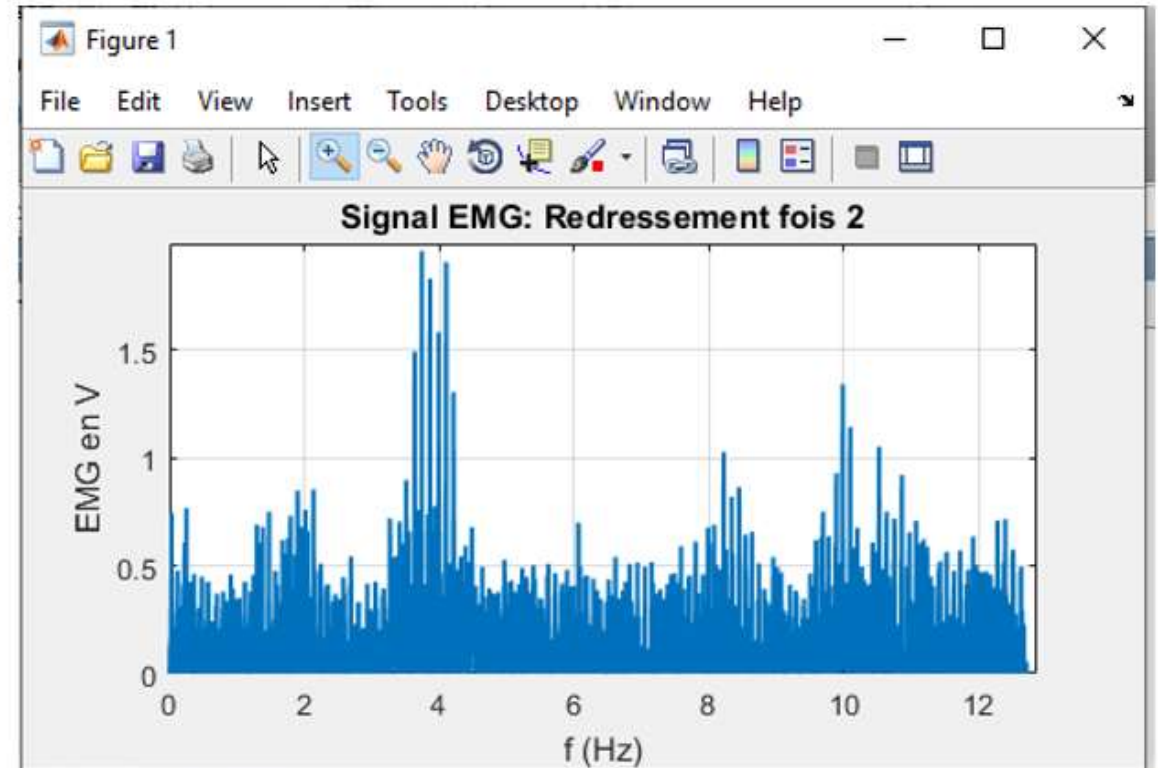 Figure 1
File Edit View Insert Tools Desktop Window Help
Signal EMG: Redressement fois 2
EMG en V
1.5
1
0.5
0
0 2 4 6 8 10 12
f (Hz)